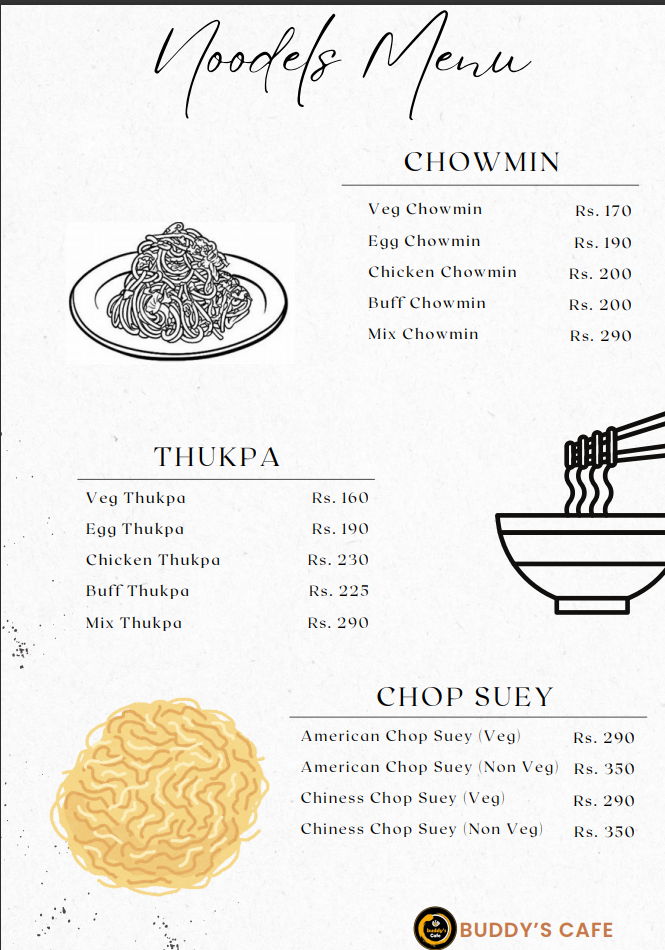 Noodels Menu
CHOWMIN
Veg Chowmin Rs. 170
Egg Chowmin Rs. 190
Chicken Chowmin Rs. 200
Buff Chowmin Rs. 200
Mix Chowmin Rs. 290
THUKPA
Veg Thukpa Rs. 160
Egg Thukpa Rs. 190
Chicken Thukpa Rs. 230
Buff Thukpa Rs. 225
Mix Thukpa Rs. 290
CHOP SUEY
American Chop Suey (Veg) Rs. 290
American Chop Suey (Non Veg) Rs. 350
Chiness Chop Suey (Veg) Rs. 290
Chiness Chop Suey (Non Veg) Rs. 350
buddy's
Cafe
BUDDY'S CAFE